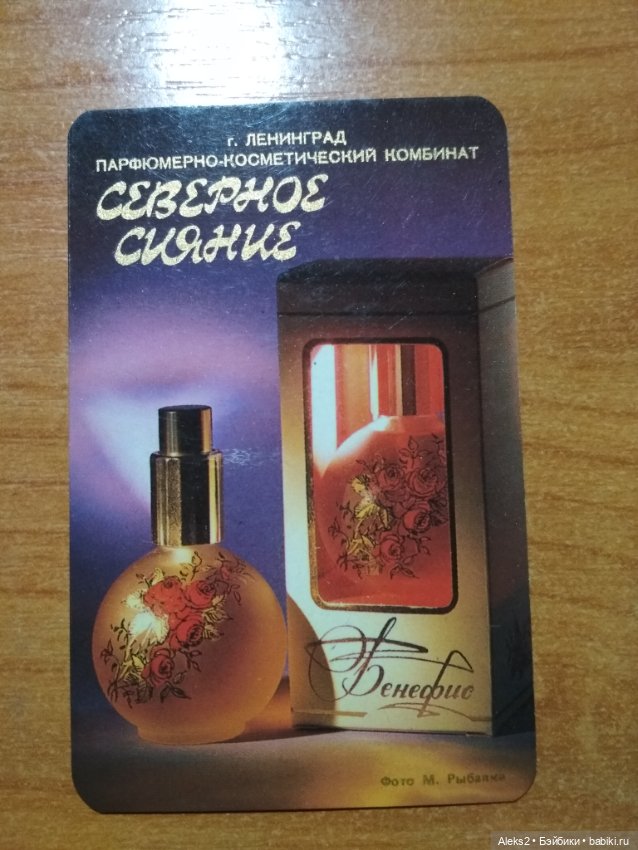 г. ЛЕНИНГРАД
ПАРФЮМЕРНО-КОСМЕТИЧЕСКИЙ КОМБИНАТ
СЕВЕРНОЕ
СИЯНИЕ
Бенефис
Фото М. Рыбалки
Aleks2 • Бэйбики • babiki.ru